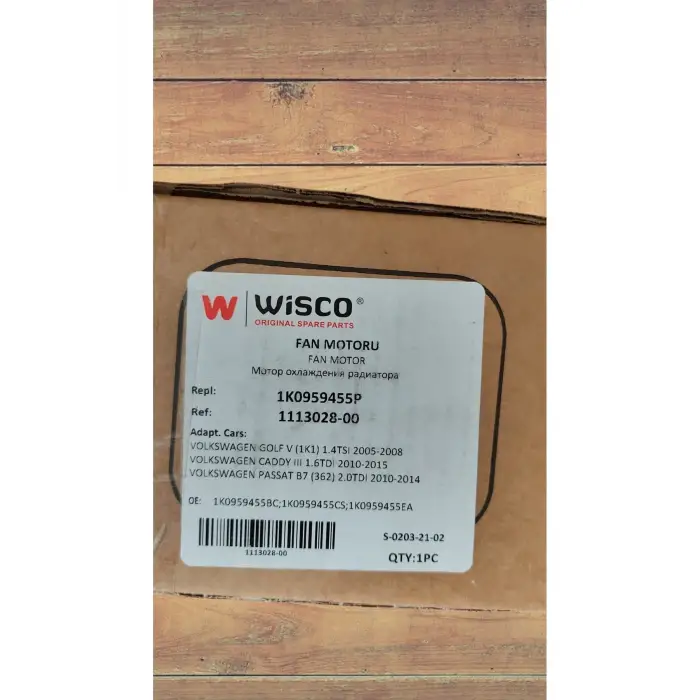 W WiSCO®
ORIGINAL SPARE PARTS
FAN MOTORU
FAN MOTOR
Мотор охлаждения радиатора
Repl: 1K0959455P
Ref: 1113028-00
Adapt. Cars:
VOLKSWAGEN GOLF V (1K1) 1.4TSI 2005-2008
VOLKSWAGEN CADDY III 1.6TDI 2010-2015
VOLKSWAGEN PASSAT B7 (362) 2.0TDI 2010-2014
OE: 1K0959455BC;1K0959455CS;1K0959455EA
S-0203-21-02
1113028-00
QTY:1PC